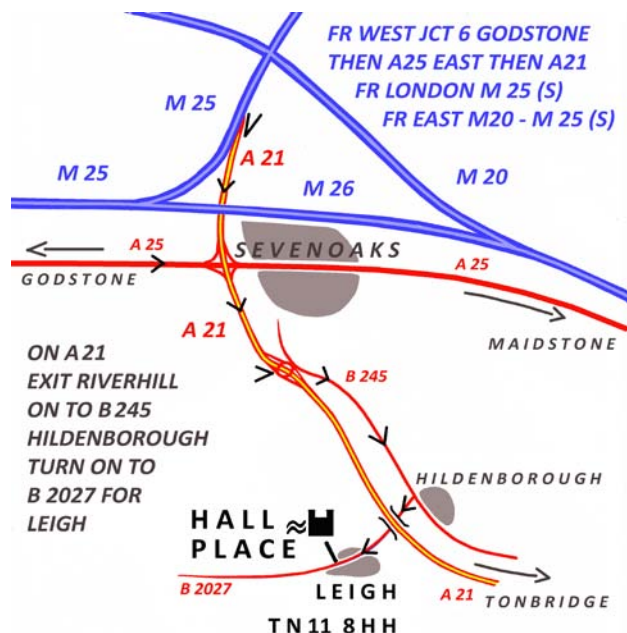 FR WEST JCT 6 GODSTONE
THEN A25 EAST THEN A21
FR LONDON M 25 (S)
FR EAST M20 - M 25 (S)
M 25
A 21
M 25
M 26
M 20
A 25
SEVENOAKS
A 25
GODSTONE
A 21
MAIDSTONE
ON A21
EXIT RIVERHILL
ON TO B 245
HILDENBOROUGH
TURN ON TO
B 2027 FOR
LEIGH
B 245
HILDENBOROUGH
HALL
PLACE
B 2027
LEIGH
A 21
TONBRIDGE
TN11 8HH